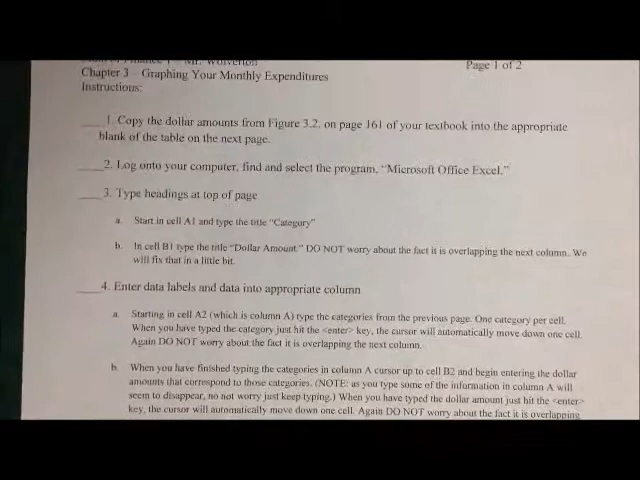 Mr. Wolverton
Page 1 of 2
Chapter 3 – Graphing Your Monthly Expenditures
Instructions:
____1. Copy the dollar amounts from Figure 3.2, on page 161 of your textbook into the appropriate
blank of the table on the next page.
____2. Log onto your computer, find and select the program, "Microsoft Office Excel."
____3. Type headings at top of page
a. Start in cell A1 and type the title "Category"
b. In cell B1 type the title "Dollar Amount." DO NOT worry about the fact it is overlapping the next column. We
will fix that in a little bit.
____4. Enter data labels and data into appropriate column
a. Starting in cell A2 (which is column A) type the categories from the previous page. One category per cell.
When you have typed the category just hit the <enter> key, the cursor will automatically move down one cell.
Again DO NOT worry about the fact it is overlapping the next column.
b. When you have finished typing the categories in column A cursor up to cell B2 and begin entering the dollar
amounts that correspond to those categories. (NOTE: as you type some of the information in column A will
seem to disappear, no not worry just keep typing.) When you have typed the dollar amount just hit the <enter>
key, the cursor will automatically move down one cell. Again DO NOT worry about the fact it is overlapping